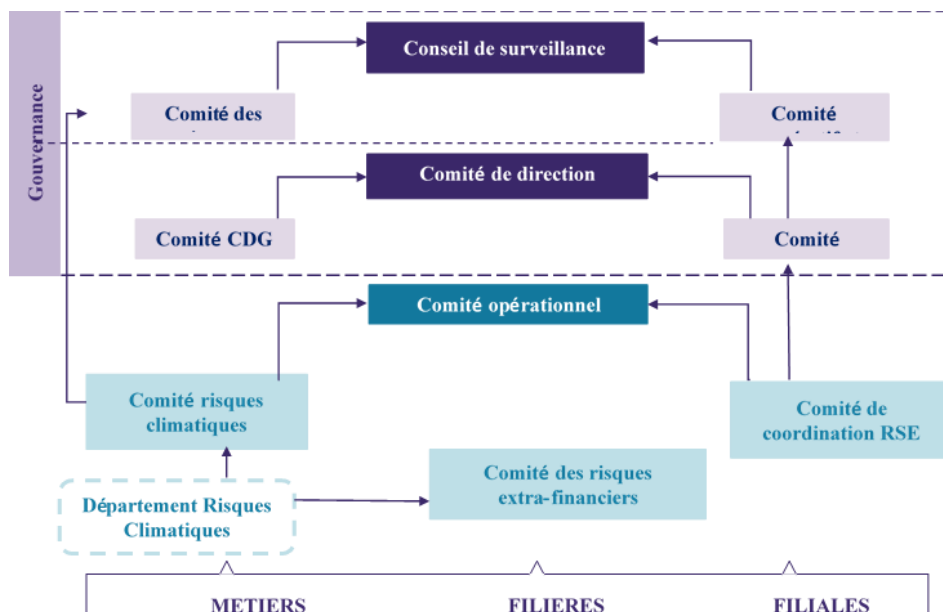 Gouvernance
Conseil de surveillance
Comité des
Comité
Comité de direction
Comité CDG
Comité
Comité opérationnel
Comité risques
climatiques
Comité de
coordination RSE
Comité des risques
extra-financiers
Département Risques
Climatiques
METIERS
FILIERES
FILIALES